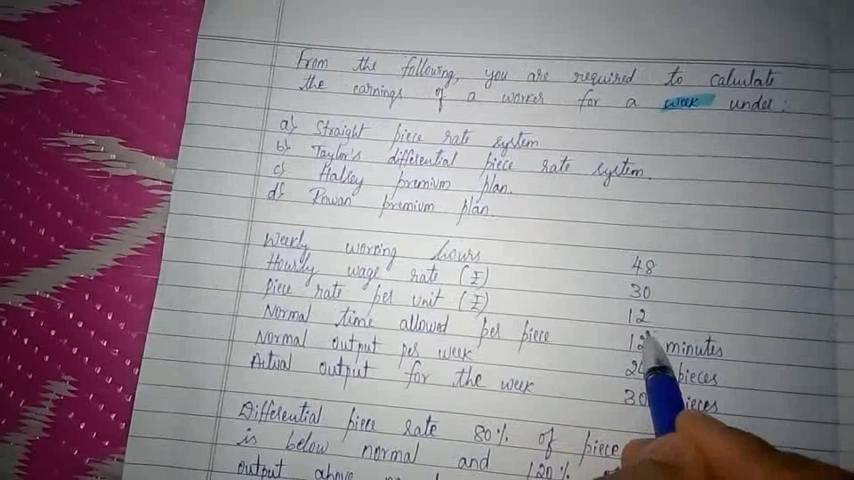 From the following, you are required to calulate
the earnings of a worker for a week under:
a) Straight piece rate system
b) Taylor's differential piece rate system.
c) Halsey premium plan.
d) Rowan premium plan.
Weekly working hours 48
Hourly wage rate (₹) 30
Piece rate per unit (₹) 12
Normal time allowed per piece 12 minutes
Normal output per week pieces
Actual output for the week pieces
Differential piece rate 80% of piece
is below normal and 120%
output above